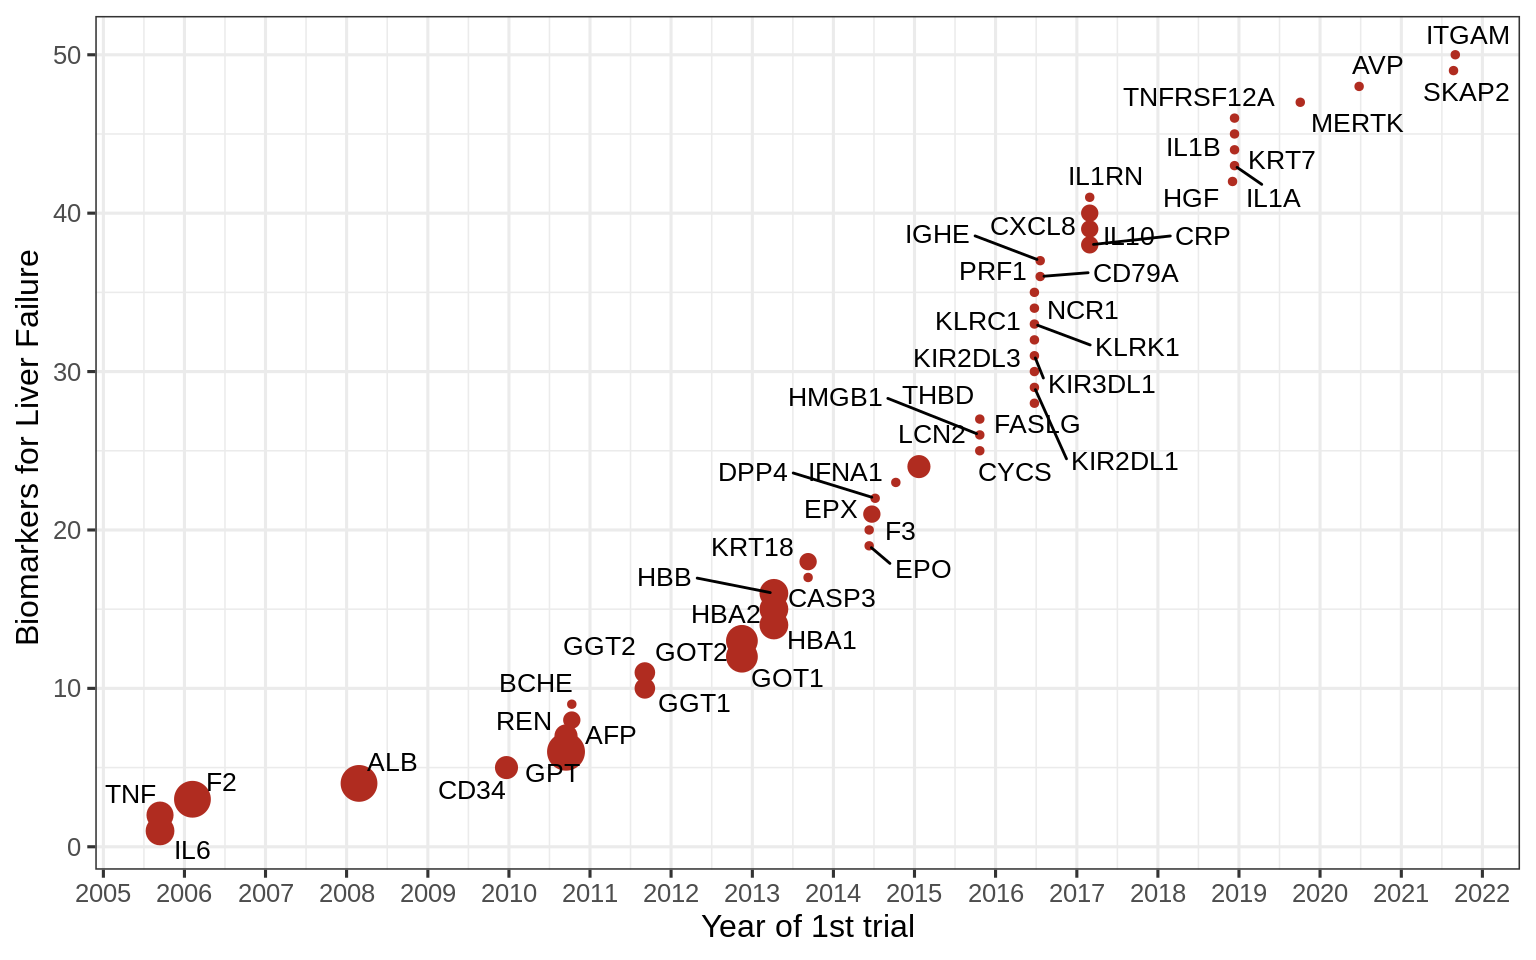 ITGAM
50
AVP
SKAP2
TNFRSF12A
MERTK
IL1B
KRT7
IL1RN
HGF
IL1A
40
CXCL8
IGHE
IL10
CRP
PRF1
CD79A
NCR1
KLRC1
KLRK1
KIR2DL3
30
KIR3DL1
HMGB1
THBD
FASLG
LCN2
KIR2DL1
DPP4
IFNA1
CYCS
EPX
20
F3
KRT18
EPO
HBB
CASP3
HBA2
HBA1
GGT2
GOT2
GOT1
BCHE
10
GGT1
REN
AFP
ALB
GPT
F2
TNF
CD34
IL6
0
2005 2006 2007 2008 2009 2010 2011 2012 2013 2014 2015 2016 2017 2018 2019 2020 2021 2022
Year of 1st trial
Biomarkers for Liver Failure